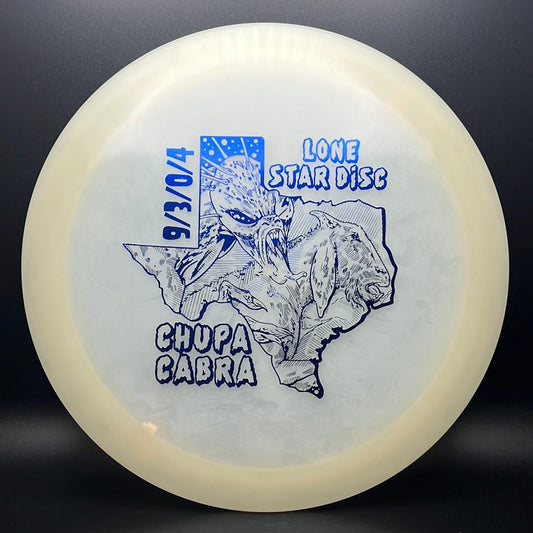 9/3/0/4
LONE
STAR DiSC
CHUPA
CABRA